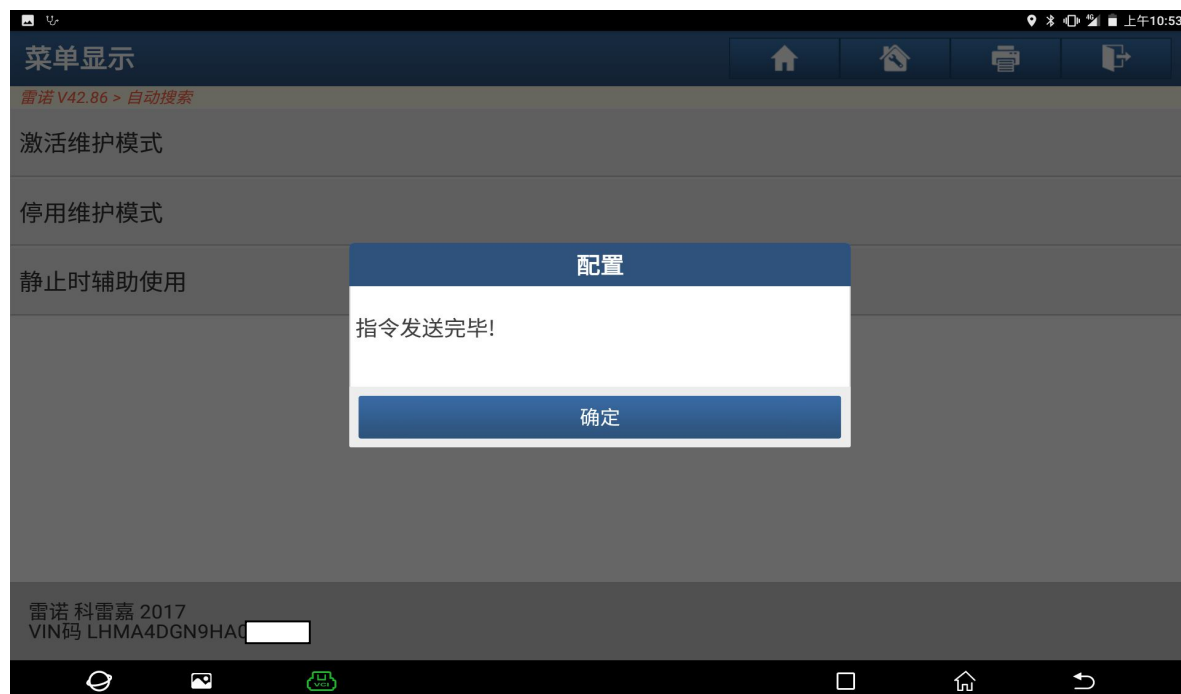 上午10:53
菜单显示
雷诺 V42.86 > 自动搜索
激活维护模式
停用维护模式
静止时辅助使用
配置
指令发送完毕!
确定
雷诺 科雷嘉 2017
VIN码 LHMA4DGN9HA
VCI